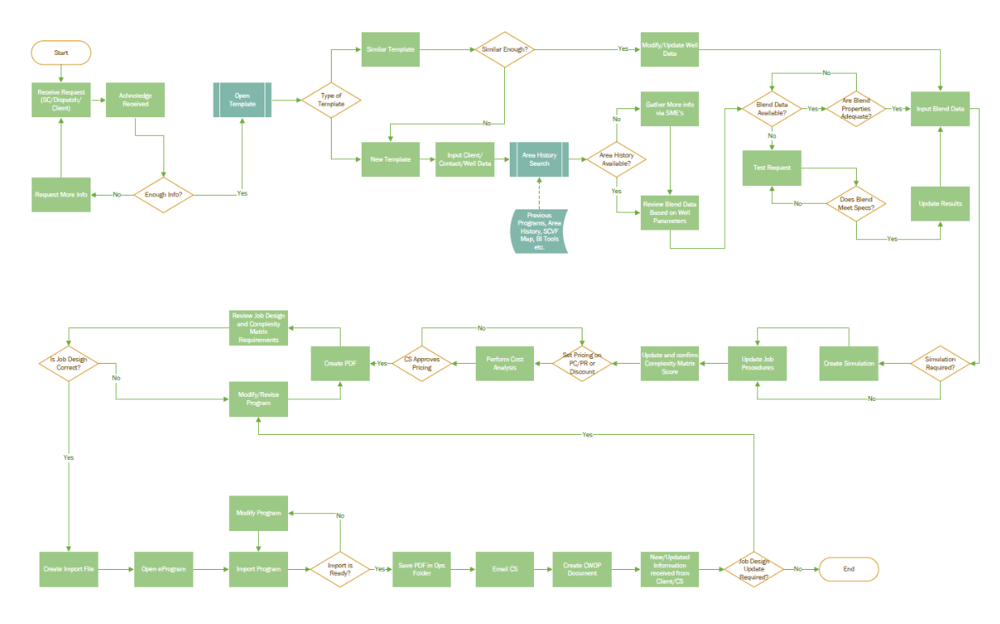 Start
Receive Request
(SC/Dispatch/
Client)
Achnoledge
Received
Enough Info?
No
Request More Info
Yes
Open
Template
Type of
Template
Similar Template
Similar Enough?
Yes
Modify/Update Well
Data
No
New Template
Input Client/
Contact/Well Data
Area History
Search
Previous
Programs, Area
History, SCVF
Map, BI Tools
etc.
Area History
Available?
No
Gather More info
via SME's
Yes
Review Blend Data
Based on Well
Parameters
Blend Data
Available?
Yes
Are Blend
Properties
Adequate?
No
Yes
Input Blend Data
No
Test Request
Does Blend
Meet Specs?
No
Yes
Update Results
Simulation
Required?
Create Simulation
No
Update Job
Procedures
Update and confirm
Complexity Matrix
Score
Set Pricing on
PC/PR or
Discount
Perform Cost
Analysis
CS Approves
Pricing
No
Yes
Create PDF
Review Job Design
and Complexity
Matrix
Requirements
Is Job Design
Correct?
No
Modify/Revise
Program
Yes
Yes
Create Import File
Open eProgram
Import Program
Modify Program
Import is
Ready?
No
Yes
Save PDF in Ops
Folder
Email CS
Create CWOP
Document
New/Updated
Information
received from
Client/CS
Job Design
Update
Required?
No
End